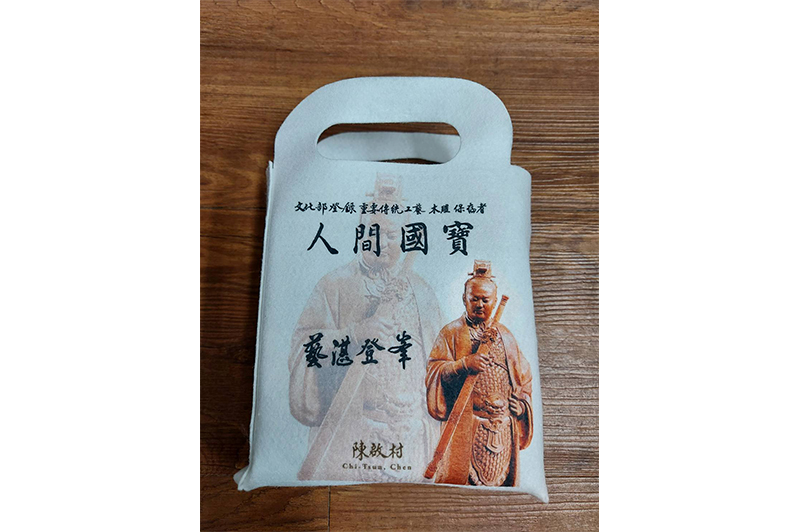 文化部登錄 重要傳統工藝 木雕 保存者
人間國寶
藝湛登峯
陳啟村
Chi-Tsun, Chen